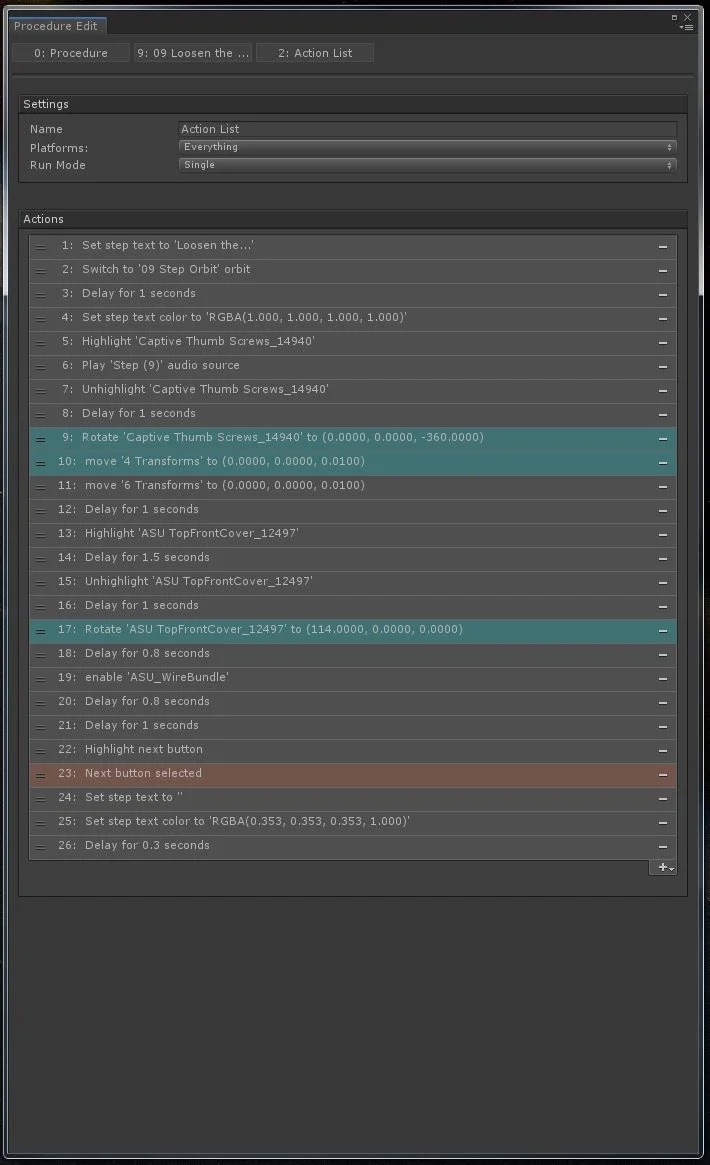 Procedure Edit
0: Procedure 9: 09 Loosen the ... 2: Action List
Settings
Name Action List
Platforms: Everything
Run Mode Single
Actions
1: Set step text to 'Loosen the...'
2: Switch to '09 Step Orbit' orbit
3: Delay for 1 seconds
4: Set step text color to 'RGBA(1.000, 1.000, 1.000, 1.000)'
5: Highlight 'Captive Thumb Screws_14940'
6: Play 'Step (9)' audio source
7: Unhighlight 'Captive Thumb Screws_14940'
8: Delay for 1 seconds
9: Rotate 'Captive Thumb Screws_14940' to (0.0000, 0.0000, -360.0000)
10: move '4 Transforms' to (0.0000, 0.0000, 0.0100)
11: move '6 Transforms' to (0.0000, 0.0000, 0.0100)
12: Delay for 1 seconds
13: Highlight 'ASU TopFrontCover_12497'
14: Delay for 1.5 seconds
15: Unhighlight 'ASU TopFrontCover_12497'
16: Delay for 1 seconds
17: Rotate 'ASU TopFrontCover_12497' to (114.0000, 0.0000, 0.0000)
18: Delay for 0.8 seconds
19: enable 'ASU_WireBundle'
20: Delay for 0.8 seconds
21: Delay for 1 seconds
22: Highlight next button
23: Next button selected
24: Set step text to ''
25: Set step text color to 'RGBA(0.353, 0.353, 0.353, 1.000)'
26: Delay for 0.3 seconds